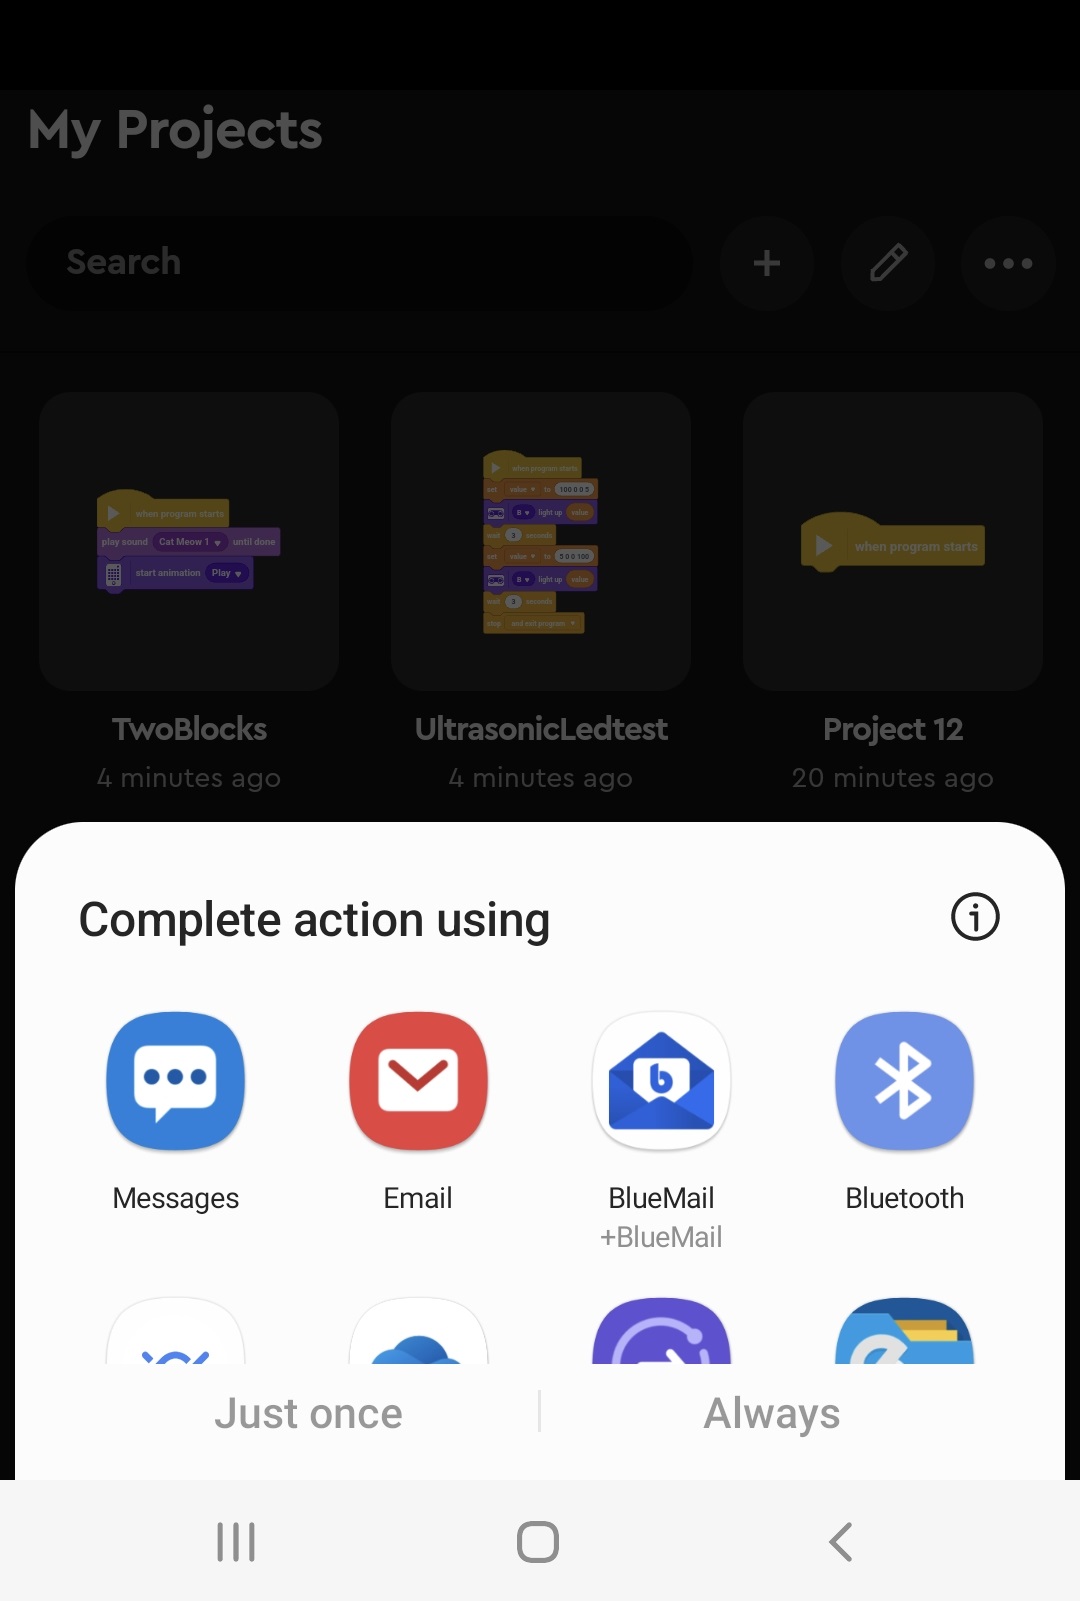 My Projects
Search
when program starts
play sound Cat Meow 1 until done
start animation Play
when program starts
set value to 100 0 0 5
B light up value
wait 3 seconds
set value to 5 0 0 100
B light up value
wait 3 seconds
stop and exit program
when program starts
TwoBlocks
UltrasonicLedtest
Project 12
4 minutes ago
4 minutes ago
20 minutes ago
Complete action using
Messages
Email
BlueMail
Bluetooth
+BlueMail
Just once
Always